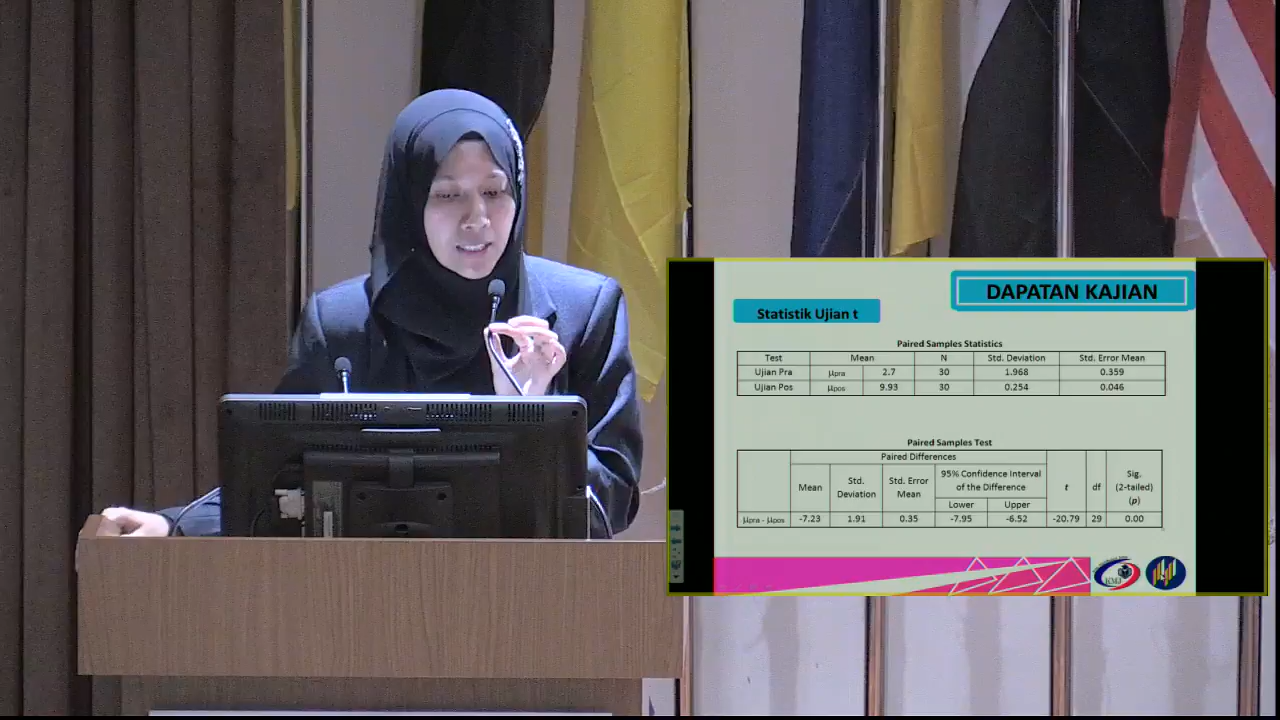 DAPATAN KAJIAN
Statistik Ujian t
Paired Samples Statistics
Test Mean N Std. Deviation Std. Error Mean
Ujian Pra μpra 2.7 30 1.968 0.359
Ujian Pos μpos 9.93 30 0.254 0.046
Paired Samples Test
Paired Differences
Mean Std. Deviation Std. Error Mean 95% Confidence Interval of the Difference t df Sig. (2-tailed) (p)
Lower Upper
μpra - μpos -7.23 1.91 0.35 -7.95 -6.52 -20.79 29 0.00